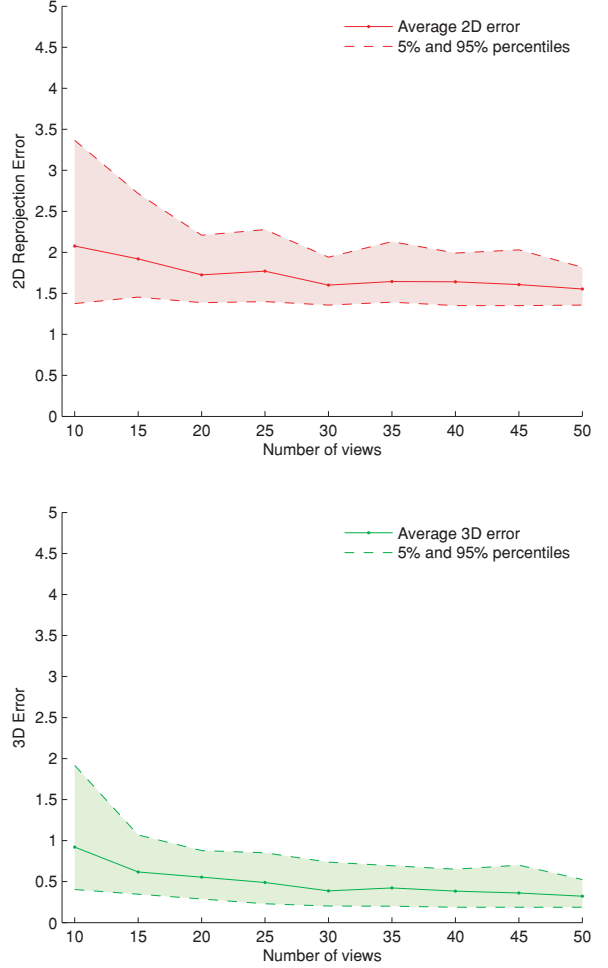 5
4.5
4
3.5
3
2.5
2
1.5
1
0.5
0
2D Reprojection Error
Average 2D error
5% and 95% percentiles
10 15 20 25 30 35 40 45 50
Number of views
5
4.5
4
3.5
3
2.5
2
1.5
1
0.5
0
3D Error
Average 3D error
5% and 95% percentiles
10 15 20 25 30 35 40 45 50
Number of views